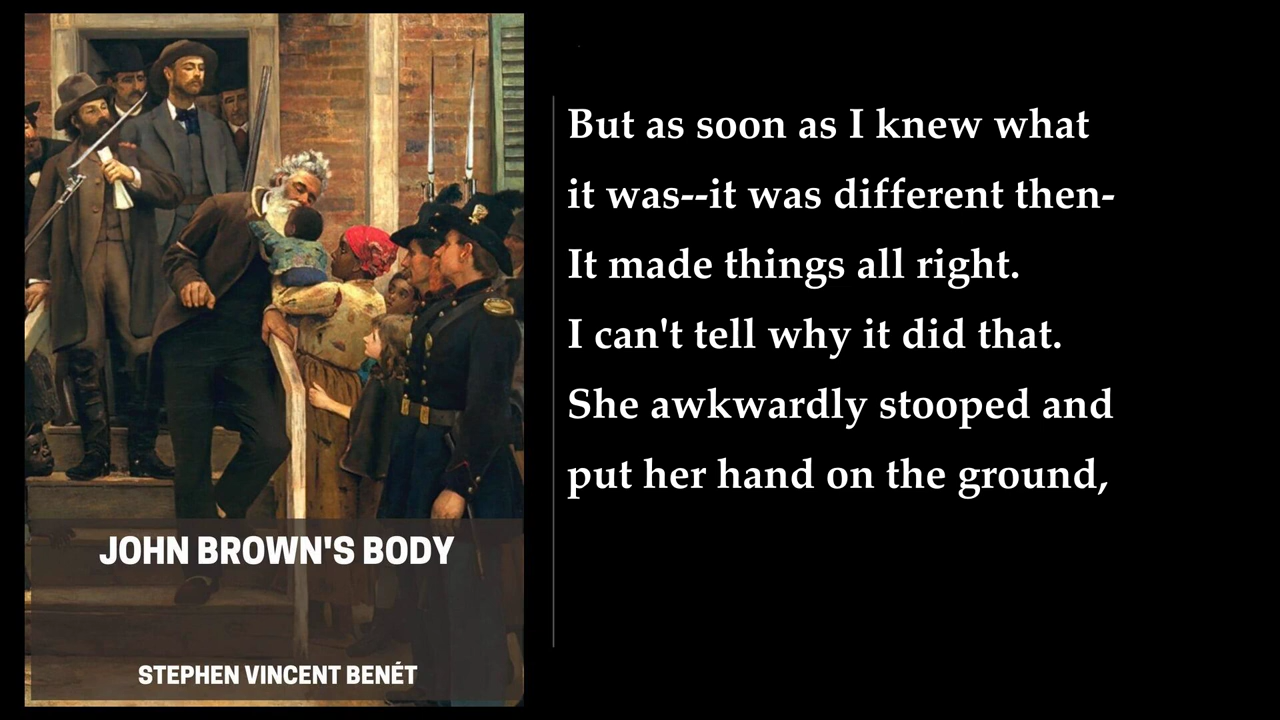 JOHN BROWN'S BODY
STEPHEN VINCENT BENÉT
But as soon as I knew what
it was--it was different then-
It made things all right.
I can't tell why it did that.
She awkwardly stooped and
put her hand on the ground,